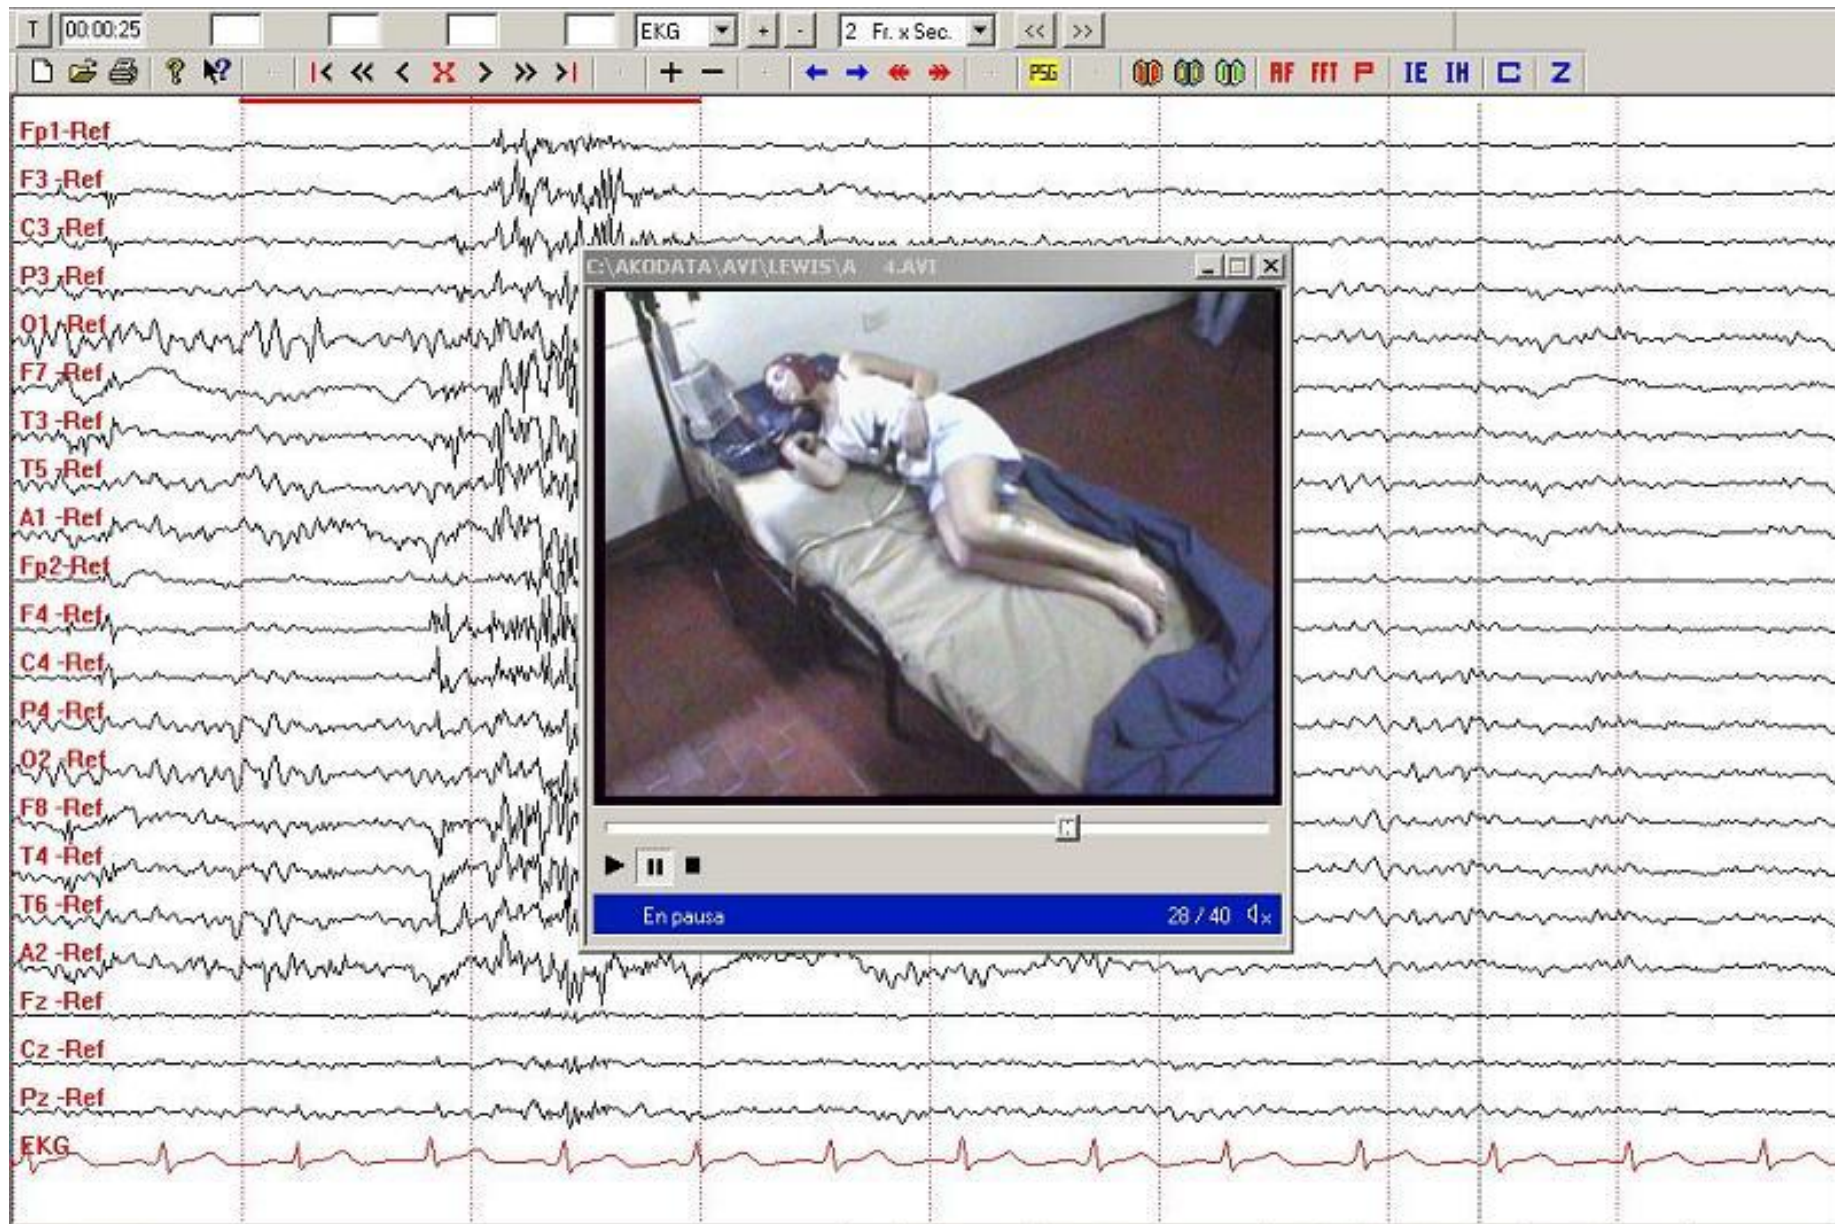 T 00:00:25 EKG + - 2 Fr. x Sec. << >>
|< << < X > >> >| + - PSG AF FFT P IE IH C Z
Fp1-Ref
F3 -Ref
C3 -Ref
P3 -Ref
O1 -Ref
F7 -Ref
T3 -Ref
T5 -Ref
A1 -Ref
Fp2-Ref
F4 -Ref
C4 -Ref
P4 -Ref
O2 -Ref
F8 -Ref
T4 -Ref
T6 -Ref
A2 -Ref
Fz -Ref
Cz -Ref
Pz -Ref
EKG
C:\AKODATA\AVI\LEWIS\A 4.AVI
En pausa 28 / 40